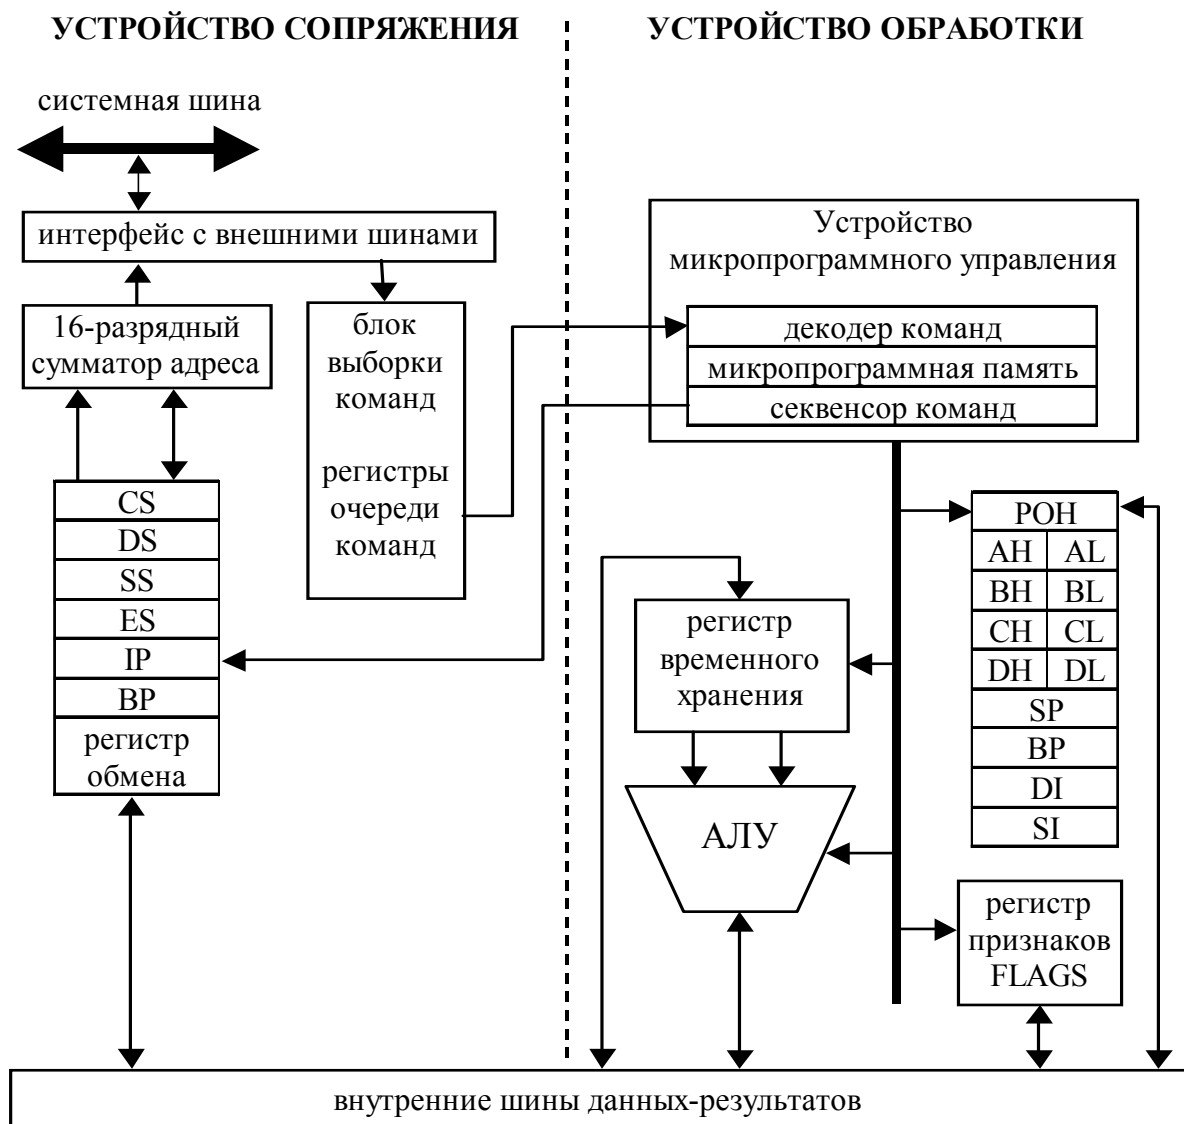 УСТРОЙСТВО СОПРЯЖЕНИЯ
УСТРОЙСТВО ОБРАБОТКИ
системная шина
интерфейс с внешними шинами
16-разрядный
сумматор адреса
блок
выборки
команд
регистры
очереди
команд
CS
DS
SS
ES
IP
BP
регистр
обмена
Устройство
микропрограммного управления
декодер команд
микропрограммная память
секвенсор команд
регистр
временного
хранения
АЛУ
РОН
AH AL
BH BL
CH CL
DH DL
SP
BP
DI
SI
регистр
признаков
FLAGS
внутренние шины данных-результатов